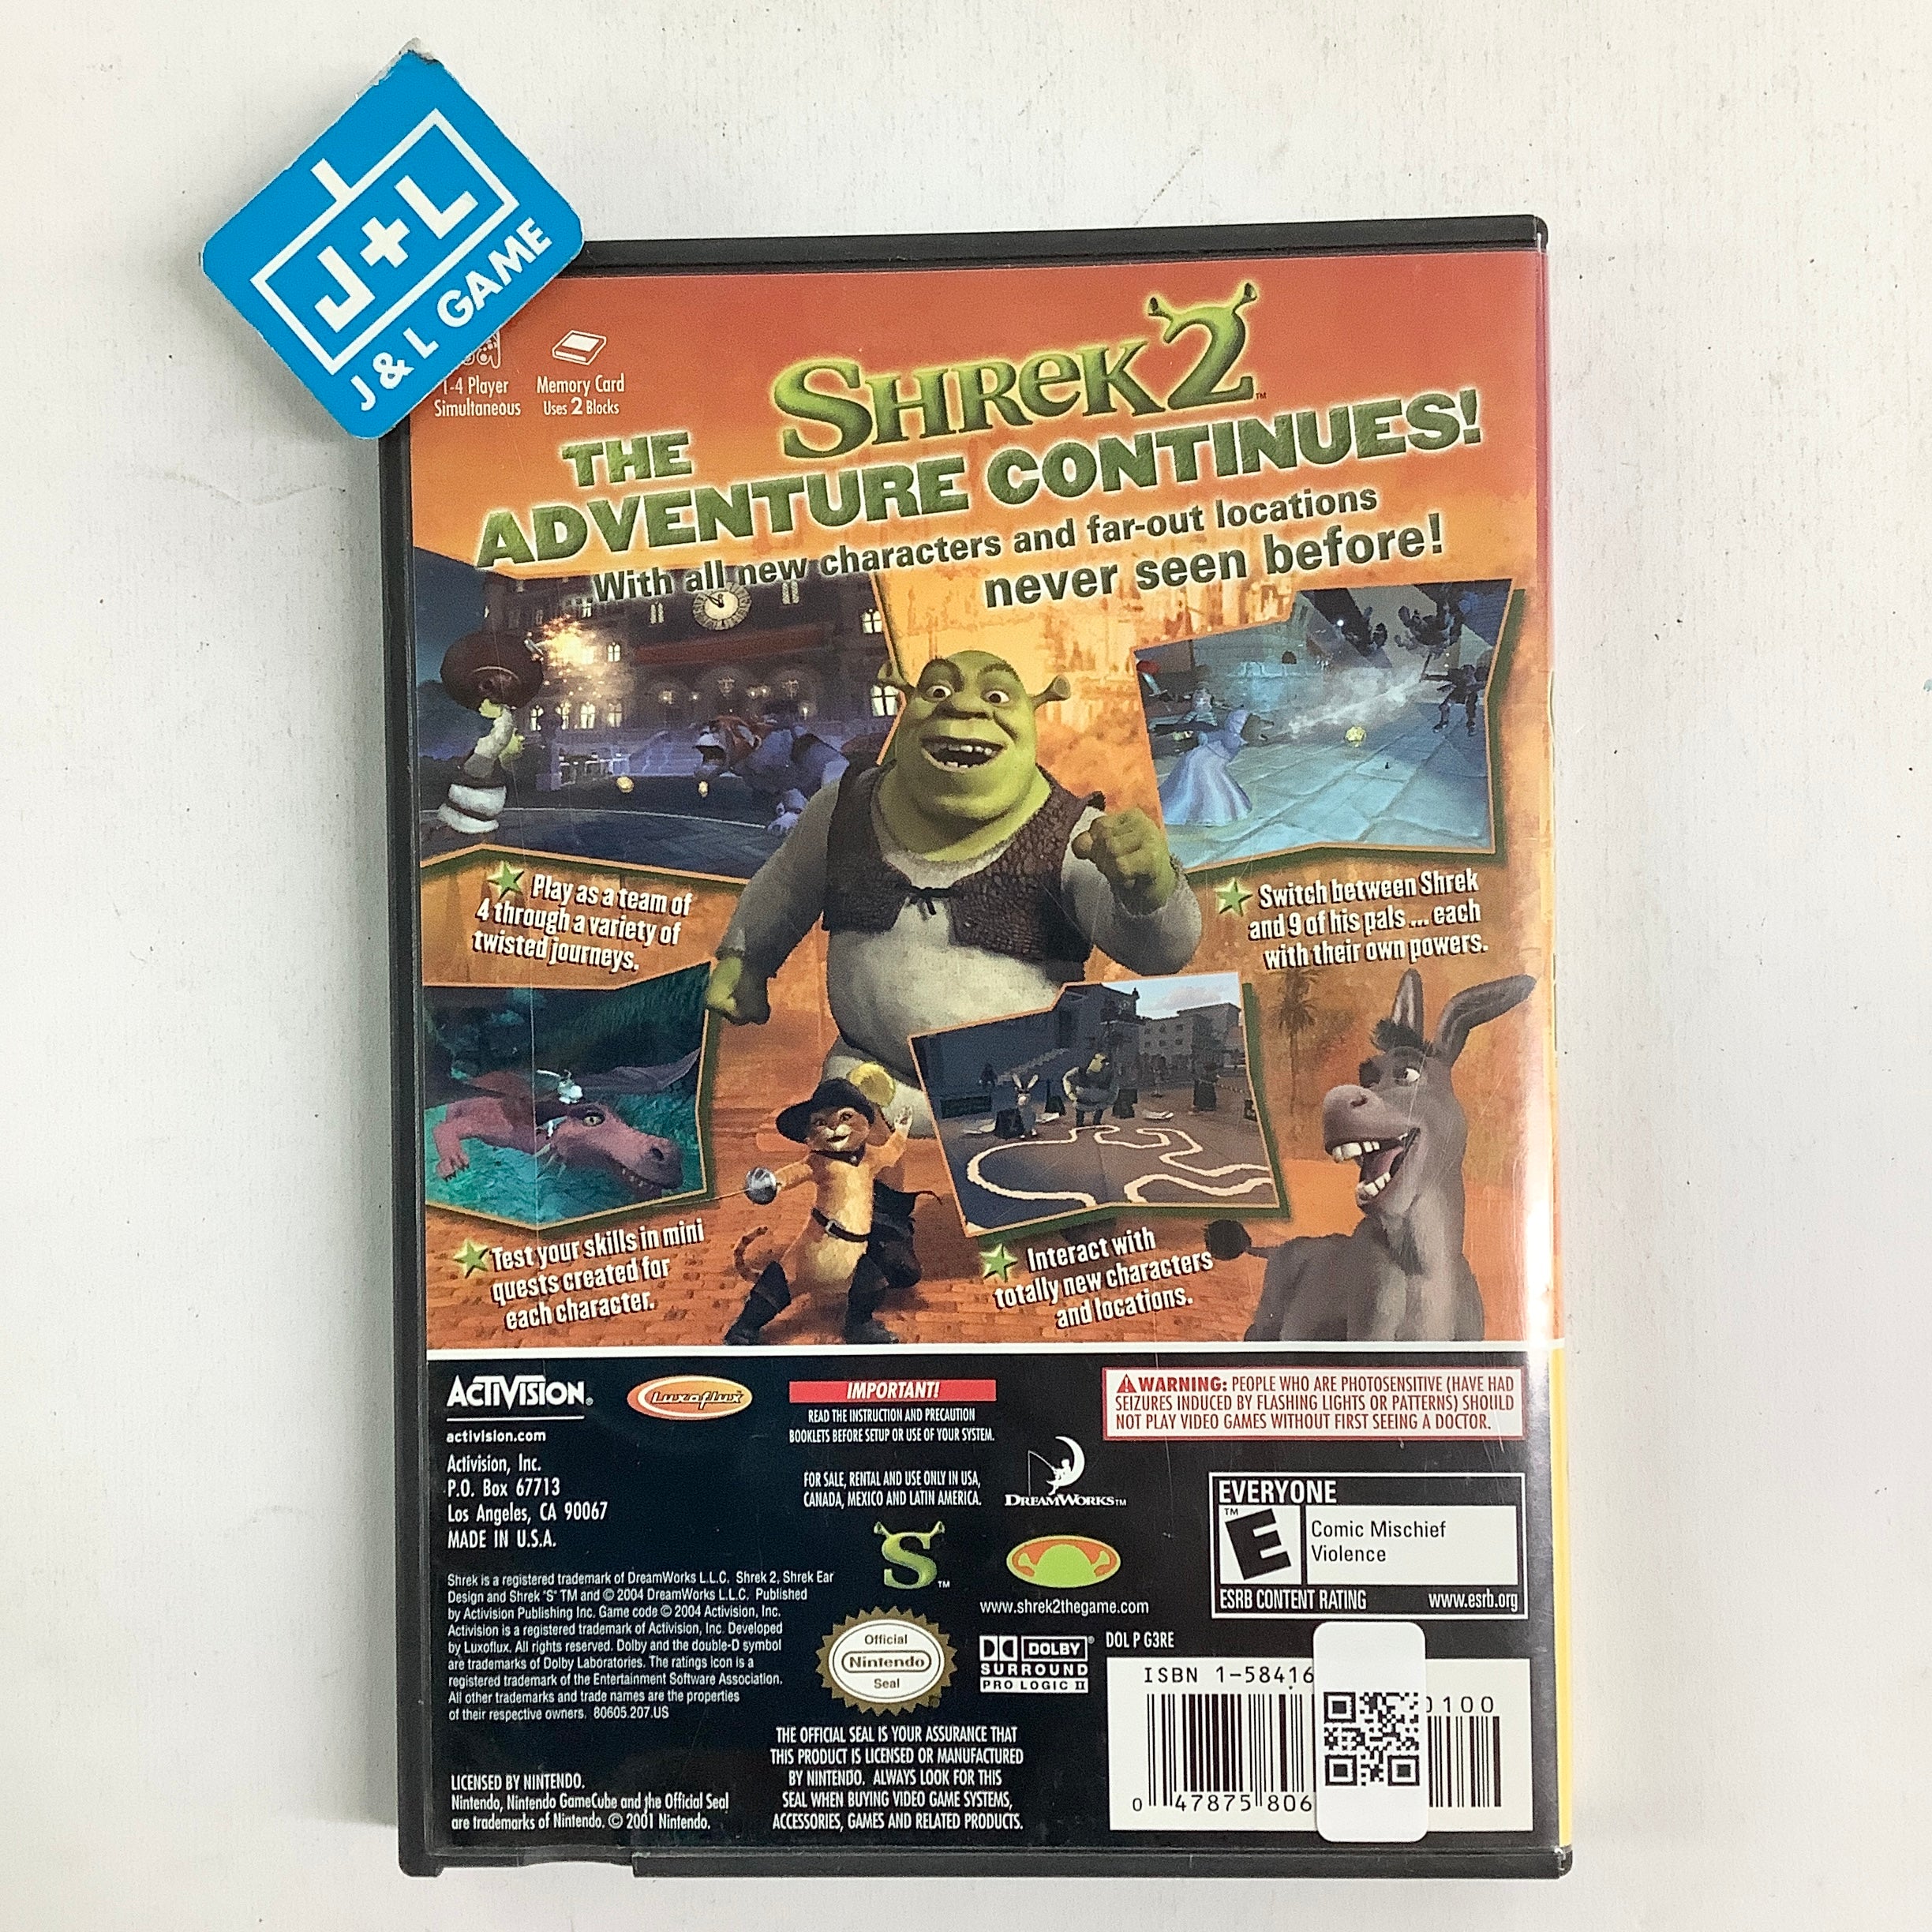 J+L
J & L GAME
1-4 Player
Simultaneous
Memory Card
Uses 2 Blocks
SHREK 2™
THE
ADVENTURE CONTINUES!
With all new characters and far-out locations
never seen before!
Play as a team of
4 through a variety of
twisted journeys.
Switch between Shrek
and 9 of his pals ... each
with their own powers.
Test your skills in mini
quests created for
each character.
Interact with
totally new characters
and locations.
ACTIVISION®
activision.com
Activision, Inc.
P.O. Box 67713
Los Angeles, CA 90067
MADE IN U.S.A.
Luxoflux
IMPORTANT!
READ THE INSTRUCTION AND PRECAUTION
BOOKLETS BEFORE SETUP OR USE OF YOUR SYSTEM.
FOR SALE, RENTAL AND USE ONLY IN USA,
CANADA, MEXICO AND LATIN AMERICA.
DREAMWORKS™
WARNING: PEOPLE WHO ARE PHOTOSENSITIVE (HAVE HAD
SEIZURES INDUCED BY FLASHING LIGHTS OR PATTERNS) SHOULD
NOT PLAY VIDEO GAMES WITHOUT FIRST SEEING A DOCTOR.
EVERYONE
E™
Comic Mischief
Violence
ESRB CONTENT RATING www.esrb.org
Shrek is a registered trademark of DreamWorks L.L.C. Shrek 2, Shrek Ear
Design and Shrek "S" TM and © 2004 DreamWorks L.L.C. Published
by Activision Publishing Inc. Game code © 2004 Activision, Inc.
Activision is a registered trademark of Activision, Inc. Developed
by Luxoflux. All rights reserved. Dolby and the double-D symbol
are trademarks of Dolby Laboratories. The ratings icon is a
registered trademark of the Entertainment Software Association.
All other trademarks and trade names are the properties
of their respective owners. 80605.207.US
LICENSED BY NINTENDO.
Nintendo, Nintendo GameCube and the Official Seal
are trademarks of Nintendo. © 2001 Nintendo.
S™
www.shrek2thegame.com
Official
Nintendo
Seal
DOLBY®
SURROUND
PRO LOGIC II
THE OFFICIAL SEAL IS YOUR ASSURANCE THAT
THIS PRODUCT IS LICENSED OR MANUFACTURED
BY NINTENDO. ALWAYS LOOK FOR THIS
SEAL WHEN BUYING VIDEO GAME SYSTEMS,
ACCESSORIES, GAMES AND RELATED PRODUCTS.
DOL P G3RE
ISBN 1-58416
0100
0 47875 806